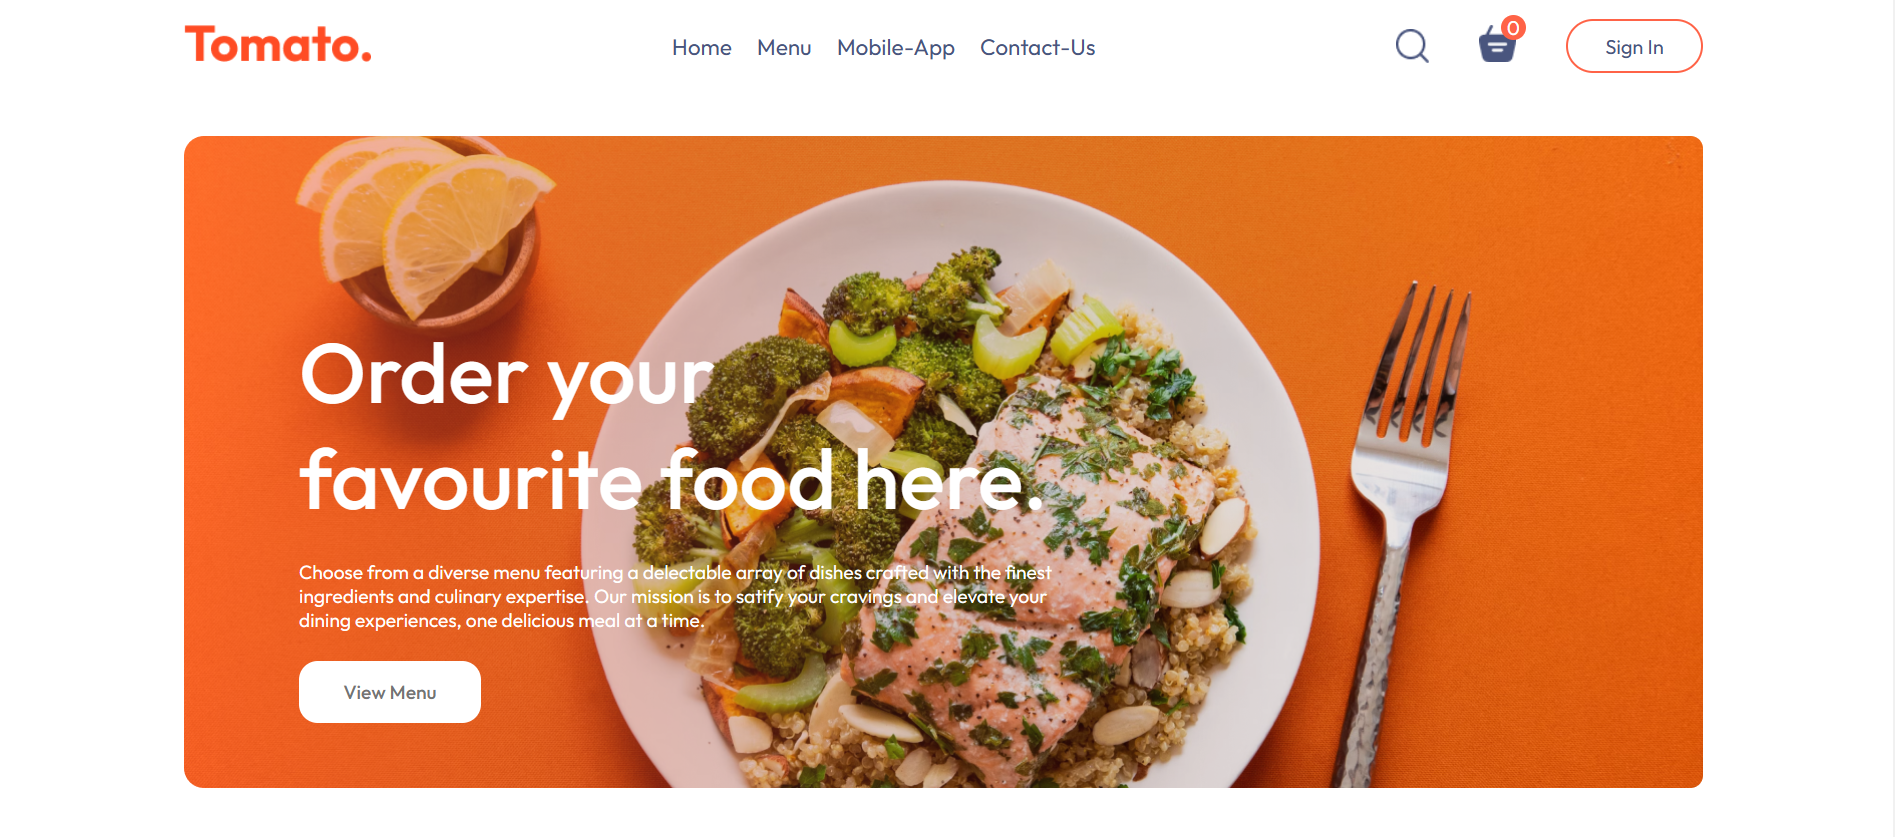 Tomato.
Home Menu Mobile-App Contact-Us
0
Sign In
Order your
favourite food here.
Choose from a diverse menu featuring a delectable array of dishes crafted with the finest
ingredients and culinary expertise. Our mission is to satify your cravings and elevate your
dining experiences, one delicious meal at a time.
View Menu